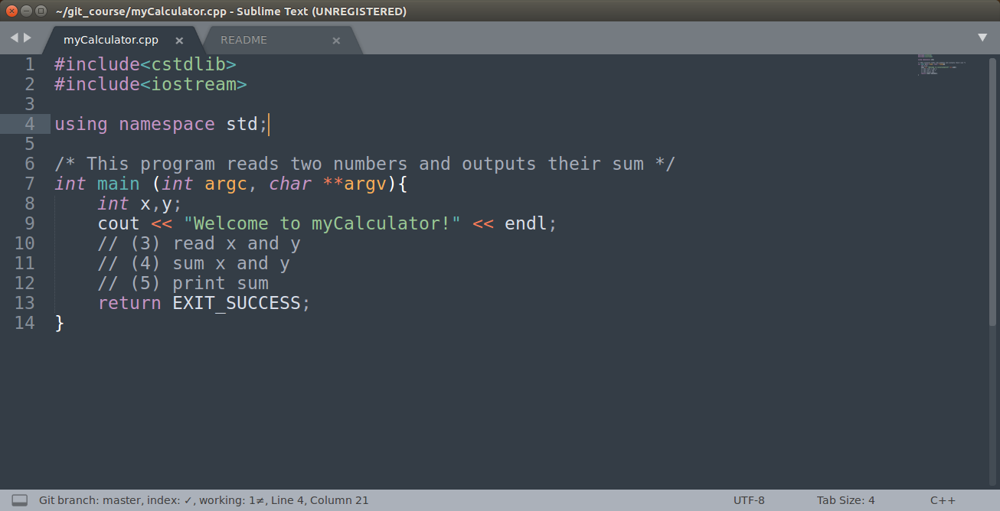 ~/git_course/myCalculator.cpp - Sublime Text (UNREGISTERED)
myCalculator.cpp × README ×
1 #include<cstdlib>
2 #include<iostream>
3
4 using namespace std;
5
6 /* This program reads two numbers and outputs their sum */
7 int main (int argc, char **argv){
8     int x,y;
9     cout << "Welcome to myCalculator!" << endl;
10     // (3) read x and y
11     // (4) sum x and y
12     // (5) print sum
13     return EXIT_SUCCESS;
14 }
Git branch: master, index: ✓, working: 1≠, Line 4, Column 21 UTF-8 Tab Size: 4 C++